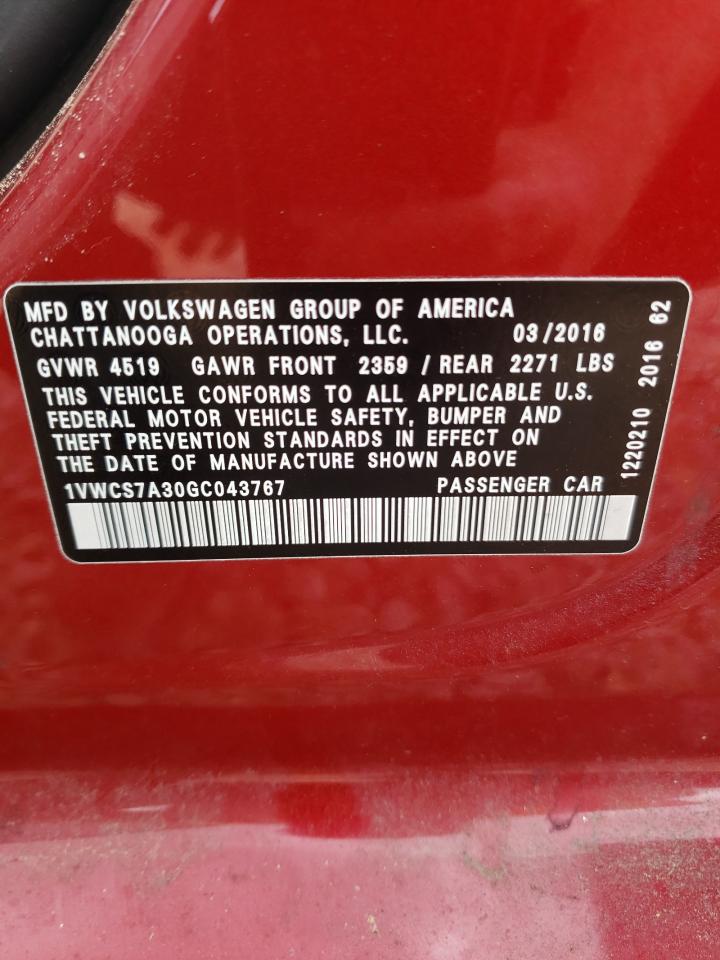 MFD BY VOLKSWAGEN GROUP OF AMERICA
CHATTANOOGA OPERATIONS, LLC. 03/2016
GVWR 4519 GAWR FRONT 2359 / REAR 2271 LBS
THIS VEHICLE CONFORMS TO ALL APPLICABLE U.S.
FEDERAL MOTOR VEHICLE SAFETY, BUMPER AND
THEFT PREVENTION STANDARDS IN EFFECT ON
THE DATE OF MANUFACTURE SHOWN ABOVE
1VWCS7A30GC043767 PASSENGER CAR
1220210 2016 62